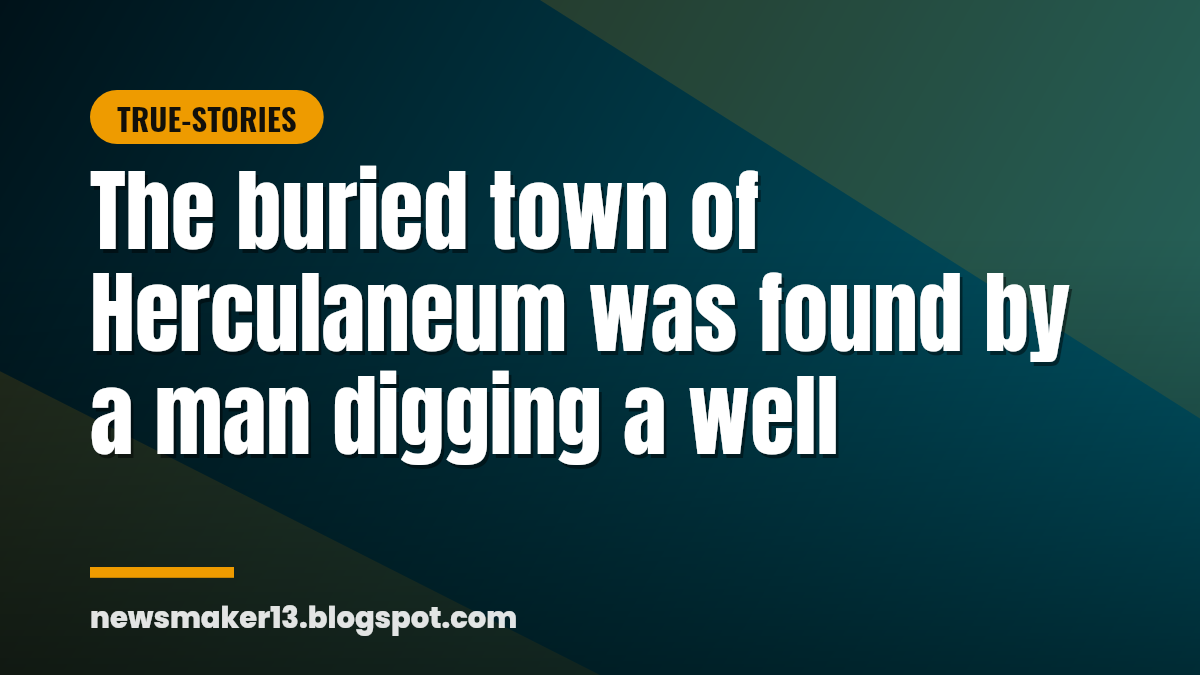 TRUE-STORIES
The buried town of
Herculaneum was found by
a man digging a well
newsmaker13.blogspot.com